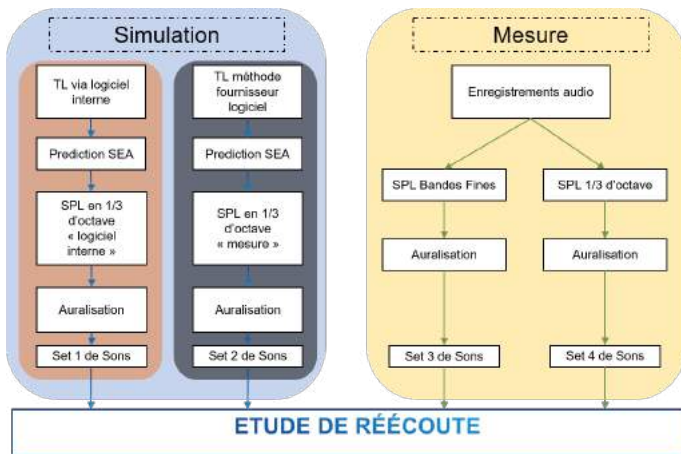 Simulation
TL via logiciel
interne
Prediction SEA
SPL en 1/3
d'octave
« logiciel
interne »
Auralisation
Set 1 de Sons
TL méthode
fournisseur
logiciel
Prediction SEA
SPL en 1/3
d'octave
« mesure »
Auralisation
Set 2 de Sons
Mesure
Enregistrements audio
SPL Bandes Fines
Auralisation
Set 3 de Sons
SPL 1/3 d'octave
Auralisation
Set 4 de Sons
ETUDE DE RÉÉCOUTE